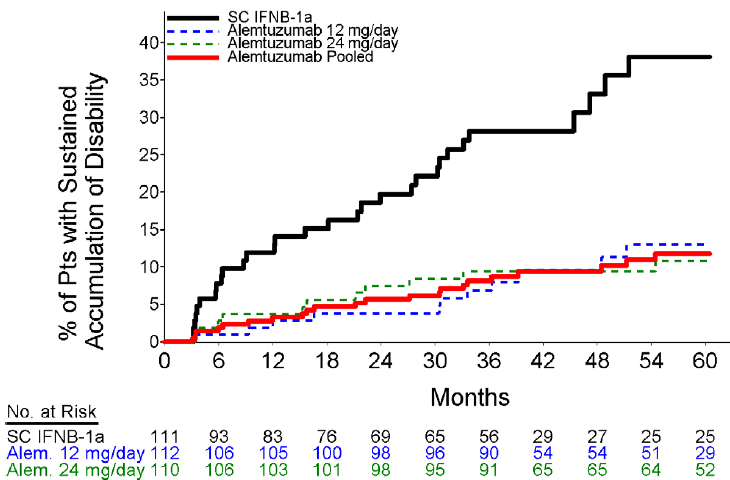 SC IFNB-1a
Alemtuzumab 12 mg/day
Alemtuzumab 24 mg/day
Alemtuzumab Pooled
% of Pts with Sustained
Accumulation of Disability
40
35
30
25
20
15
10
5
0
0 6 12 18 24 30 36 42 48 54 60
Months
No. at Risk
SC IFNB-1a 111 93 83 76 69 65 56 29 27 25 25
Alem. 12 mg/day 112 106 105 100 98 96 90 54 54 51 29
Alem. 24 mg/day 110 106 103 101 98 95 91 65 65 64 52